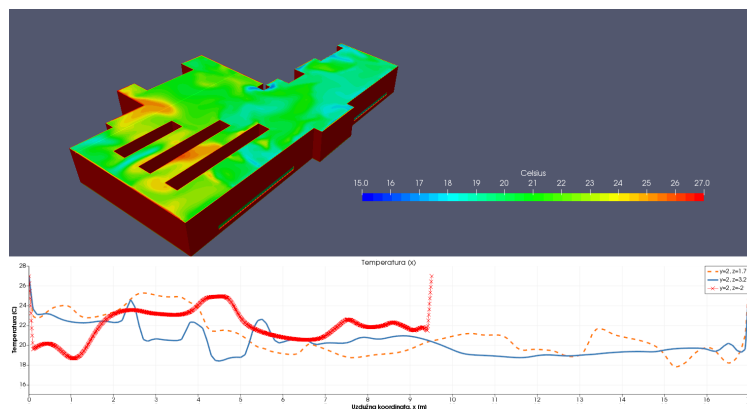 Celsius
15.0 16 17 18 19 20 21 22 23 24 25 26 27.0
Temperatura (x)
28
26
24
22
20
18
16
Temperatura (C)
y=2, z=1.7
y=2, z=3.2
y=2, z=-2
0 1 2 3 4 5 6 7 8 9 10 11 12 13 14 15 16
Uzdužna koordinata, x (m)